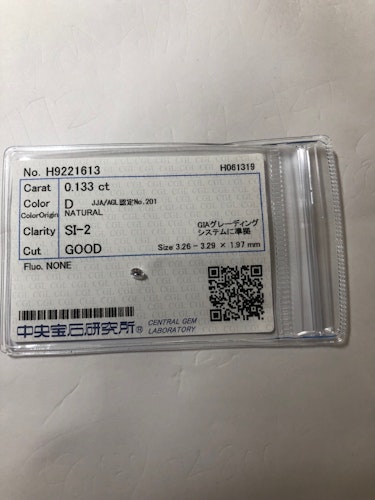 No. H9221613 H061319
Carat 0.133 ct
Color D JJA/AGL認定No.201
ColorOrigin NATURAL
Clarity SI-2 GIAグレーディング
システムに準拠
Cut GOOD Size 3.26 - 3.29 × 1.97 mm
Fluo. NONE
中央宝石研究所® CENTRAL GEM
LABORATORY